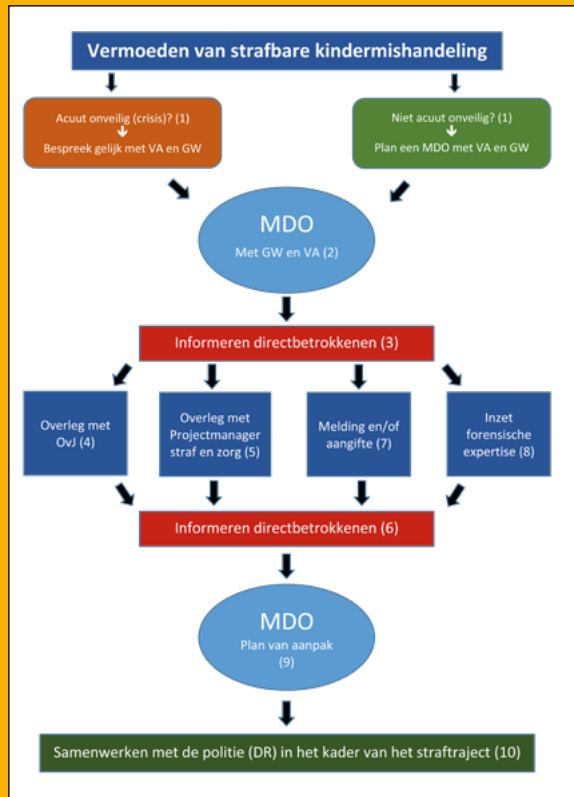 Vermoeden van strafbare kindermishandeling
Acuut onveilig (crisis)? (1)
Bespreek gelijk met VA en GW
Niet acuut onveilig? (1)
Plan een MDO met VA en GW
MDO
Met GW en VA (2)
Informeren directbetrokkenen (3)
Overleg met
OvJ (4)
Overleg met
Projectmanager
straf en zorg (5)
Melding en/of
aangifte (7)
Inzet
forensische
expertise (8)
Informeren directbetrokkenen (6)
MDO
Plan van aanpak
(9)
Samenwerken met de politie (DR) in het kader van het straftraject (10)